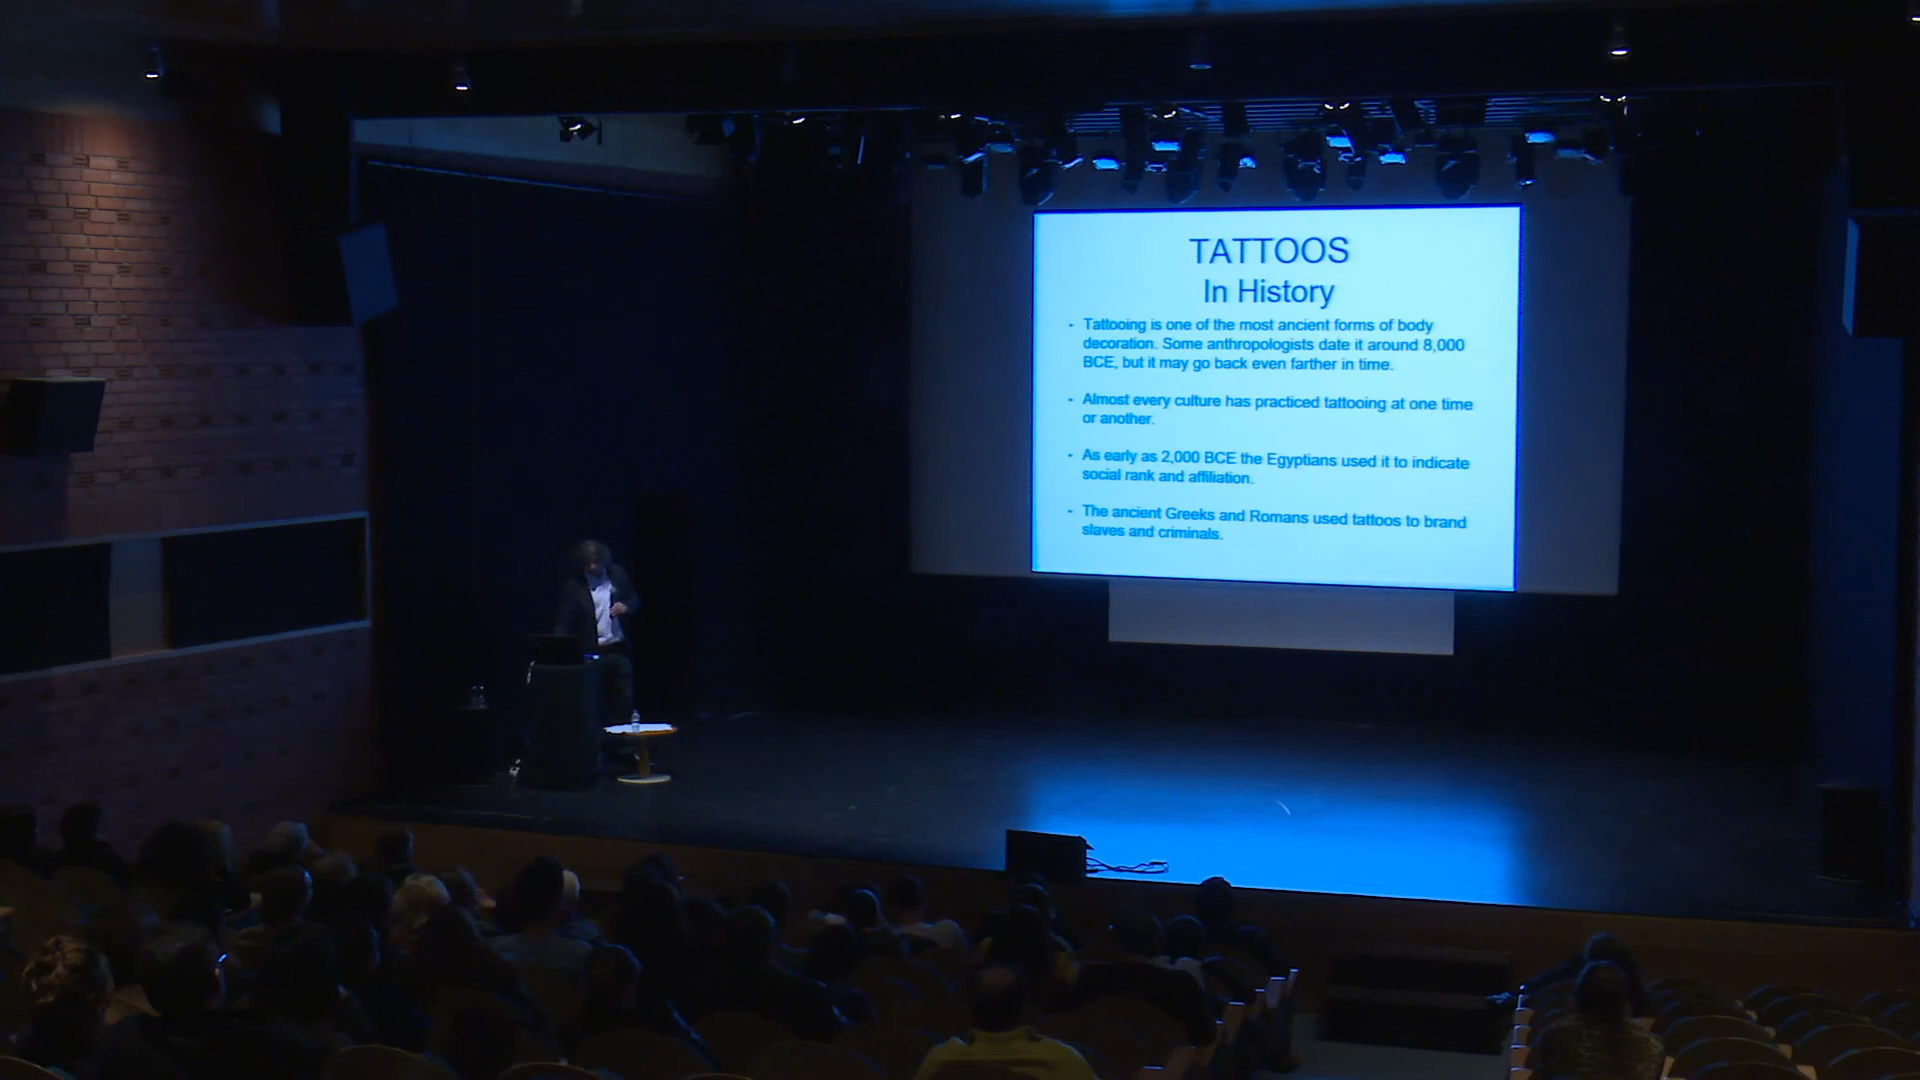 TATTOOS
In History
- Tattooing is one of the most ancient forms of body
decoration. Some anthropologists date it around 8,000
BCE, but it may go back even farther in time.
- Almost every culture has practiced tattooing at one time
or another.
- As early as 2,000 BCE the Egyptians used it to indicate
social rank and affiliation.
- The ancient Greeks and Romans used tattoos to brand
slaves and criminals.